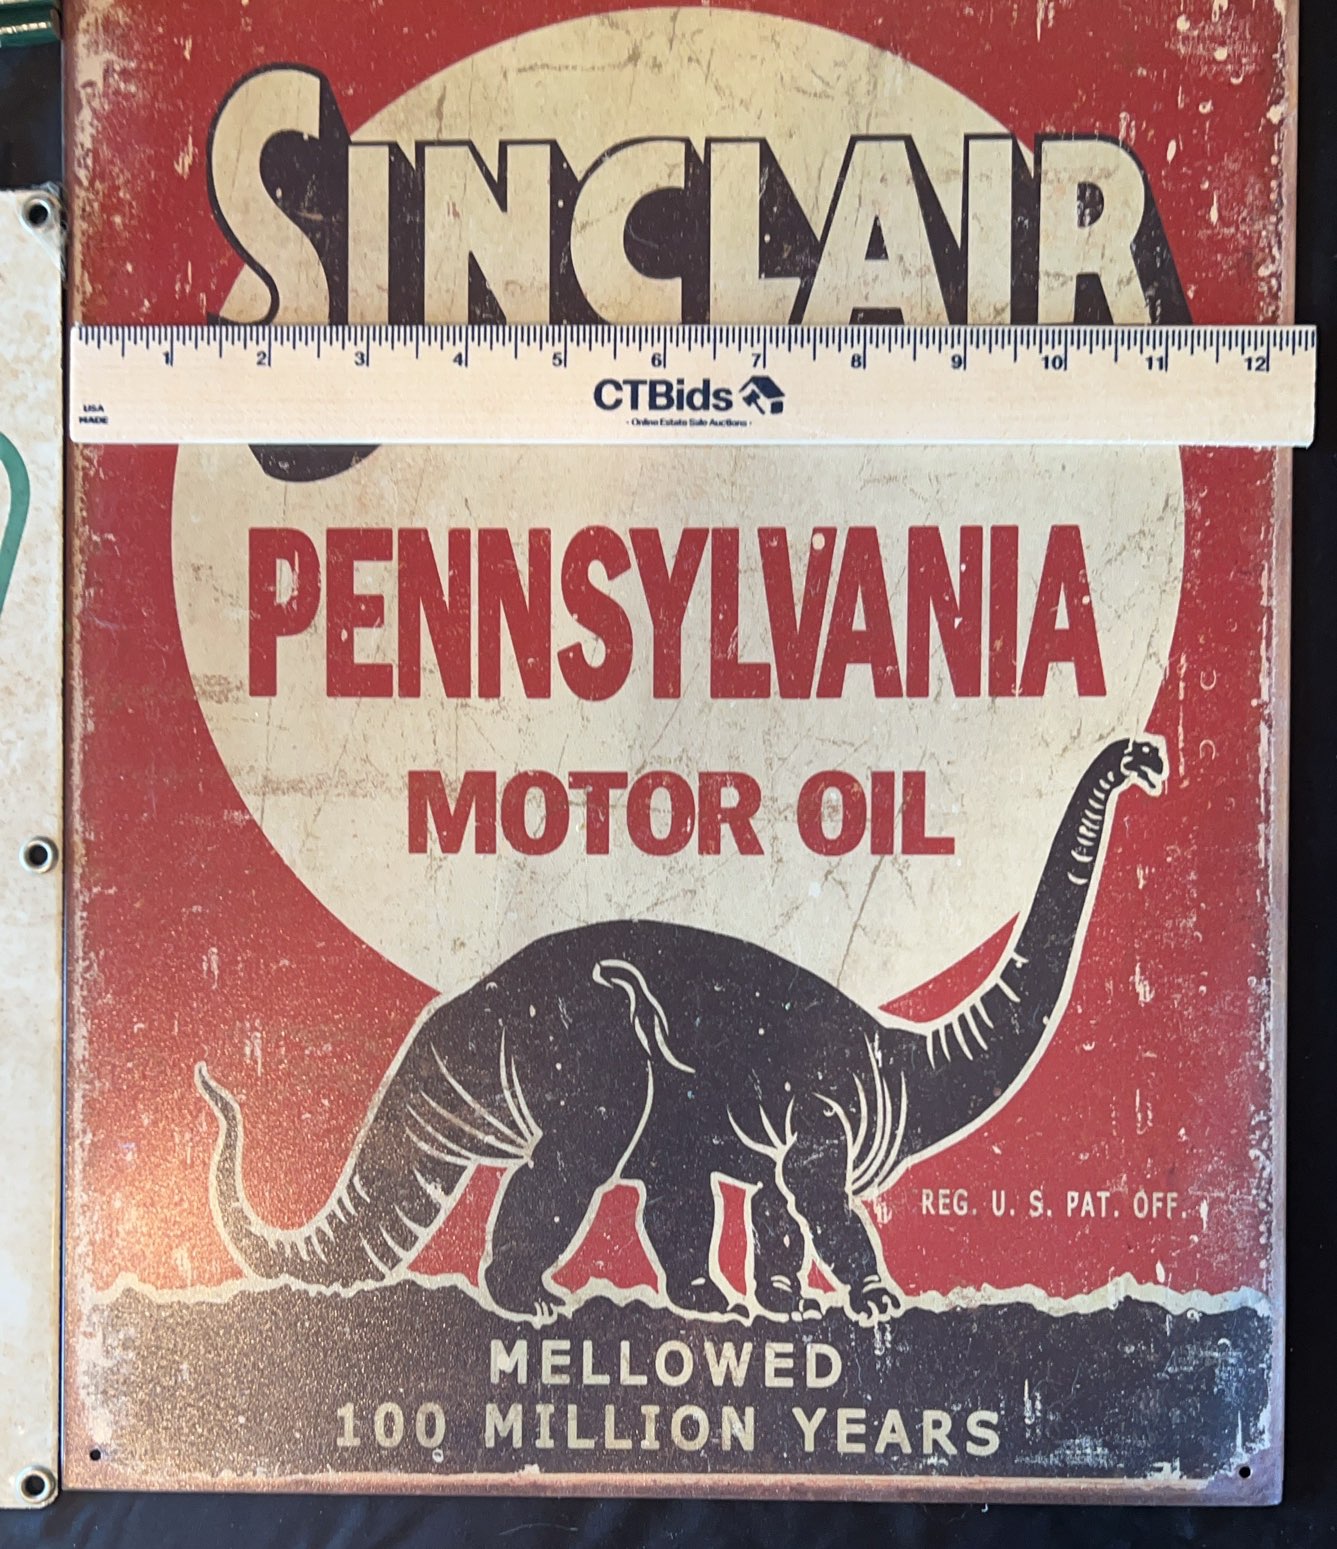 SINCLAIR
1 2 3 4 5 6 7 8 9 10 11 12
CTBids
- Online Estate Sale Auctions -
USA
MADE
PENNSYLVANIA
MOTOR OIL
REG. U. S. PAT. OFF.
MELLOWED
100 MILLION YEARS